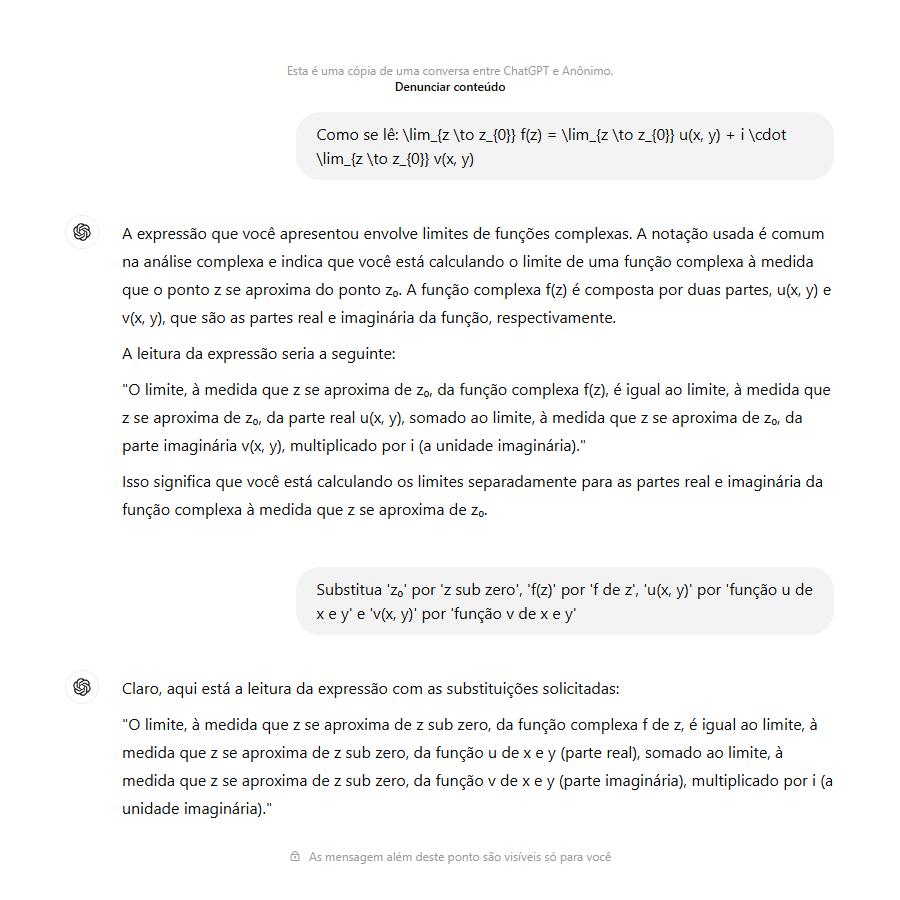 Esta é uma cópia de uma conversa entre ChatGPT e Anônimo.
Denunciar conteúdo
Como se lê: \lim_{z \to z_{0}} f(z) = \lim_{z \to z_{0}} u(x, y) + i \cdot
\lim_{z \to z_{0}} v(x, y)
A expressão que você apresentou envolve limites de funções complexas. A notação usada é comum
na análise complexa e indica que você está calculando o limite de uma função complexa à medida
que o ponto z se aproxima do ponto z₀. A função complexa f(z) é composta por duas partes, u(x, y) e
v(x, y), que são as partes real e imaginária da função, respectivamente.
A leitura da expressão seria a seguinte:
"O limite, à medida que z se aproxima de z₀, da função complexa f(z), é igual ao limite, à medida que
z se aproxima de z₀, da parte real u(x, y), somado ao limite, à medida que z se aproxima de z₀, da
parte imaginária v(x, y), multiplicado por i (a unidade imaginária)."
Isso significa que você está calculando os limites separadamente para as partes real e imaginária da
função complexa à medida que z se aproxima de z₀.
Substitua 'z₀' por 'z sub zero', 'f(z)' por 'f de z', 'u(x, y)' por 'função u de
x e y' e 'v(x, y)' por 'função v de x e y'
Claro, aqui está a leitura da expressão com as substituições solicitadas:
"O limite, à medida que z se aproxima de z sub zero, da função complexa f de z, é igual ao limite, à
medida que z se aproxima de z sub zero, da função u de x e y (parte real), somado ao limite, à
medida que z se aproxima de z sub zero, da função v de x e y (parte imaginária), multiplicado por i (a
unidade imaginária)."
As mensagem além deste ponto são visíveis só para você